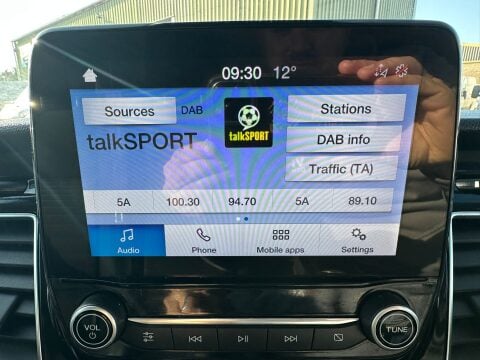 09:30 12°
Sources DAB talkSPORT Stations
talkSPORT DAB info
Traffic (TA)
5A 100.30 94.70 5A 89.10
Audio Phone Mobile apps Settings
VOL TUNE